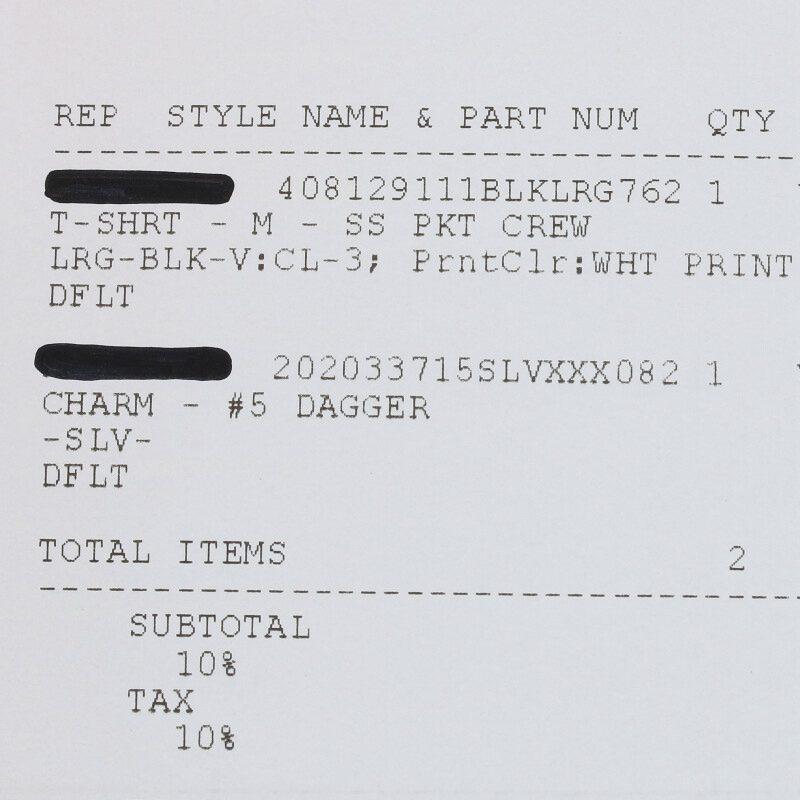 REP STYLE NAME & PART NUM QTY
408129111BLKLRG762 1
T-SHRT - M - SS PKT CREW
LRG-BLK-V:CL-3; PrntClr:WHT PRINT
DFLT
202033715SLVXXX082 1
CHARM - #5 DAGGER
-SLV-
DFLT
TOTAL ITEMS 2
SUBTOTAL
10%
TAX
10%